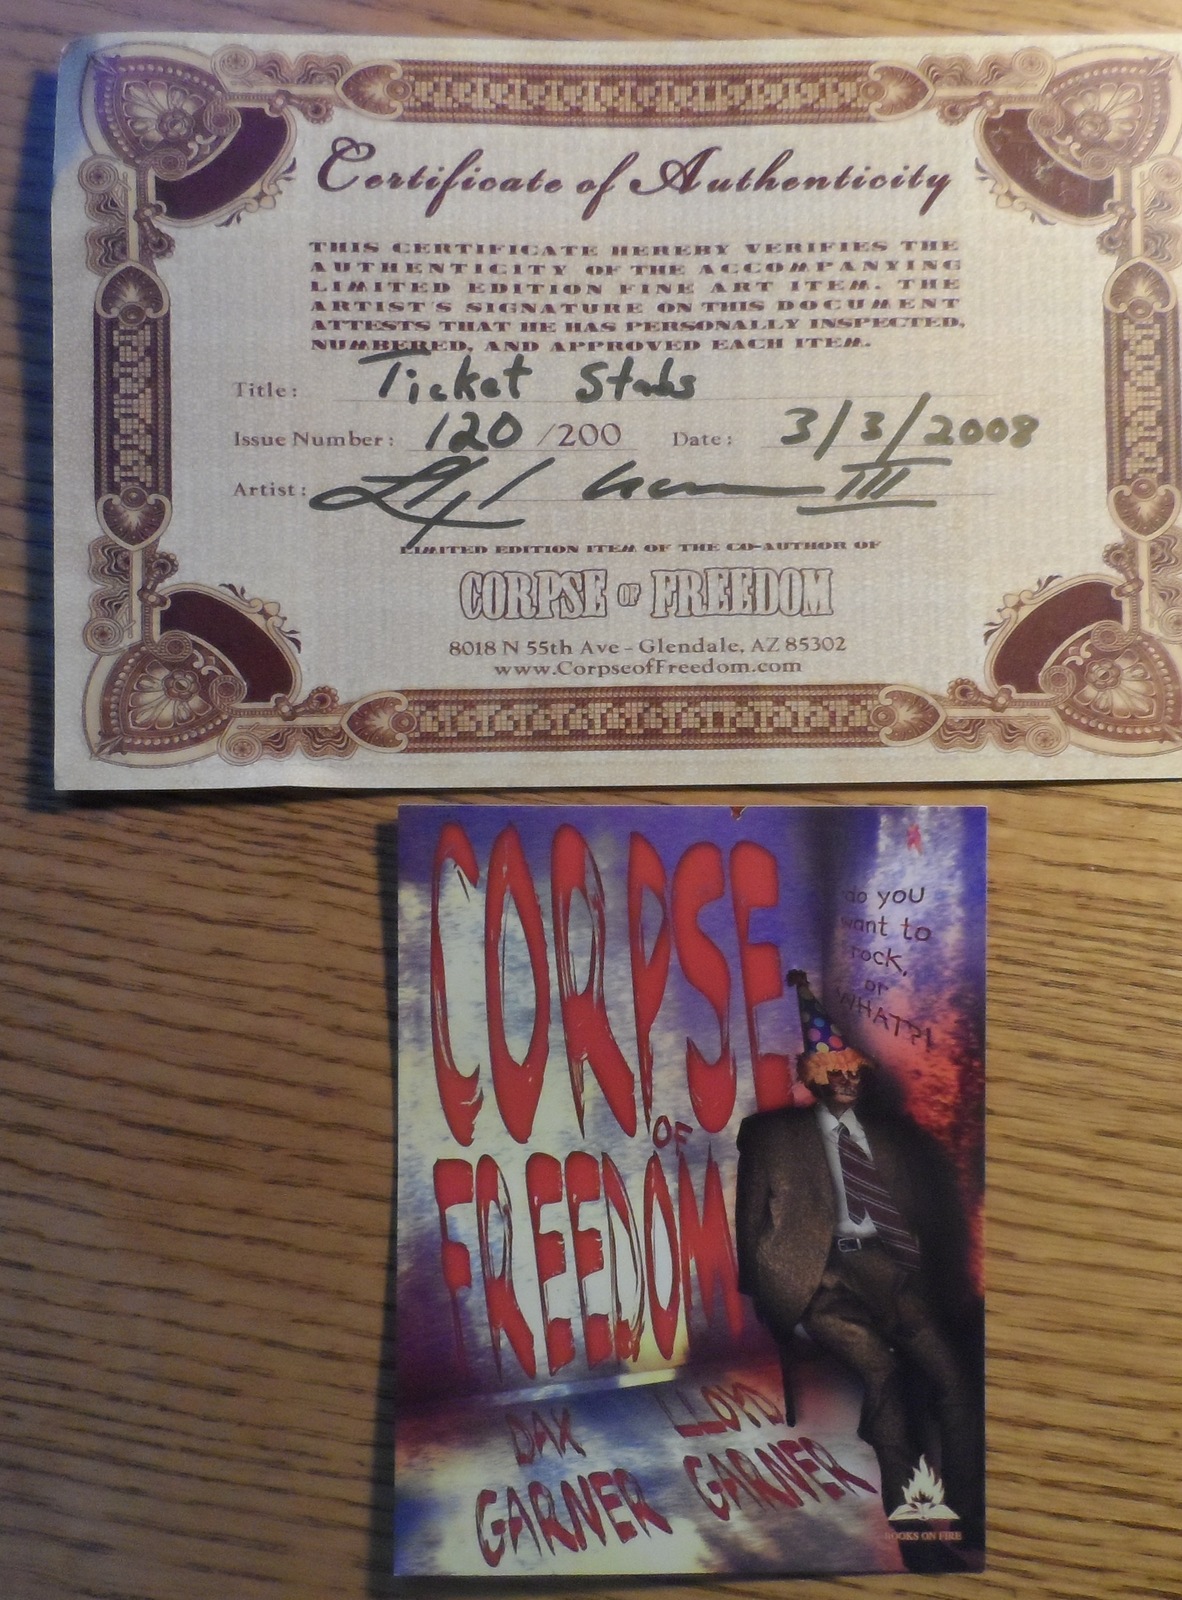 Certificate of Authenticity
THIS CERTIFICATE HEREBY VERIFIES THE
AUTHENTICITY OF THE ACCOMPANYING
LIMITED EDITION FINE ART ITEM. THE
ARTIST'S SIGNATURE ON THIS DOCUMENT
ATTESTS THAT HE HAS PERSONALLY INSPECTED,
NUMBERED, AND APPROVED EACH ITEM.
Title: Ticket Stubs
Issue Number: 120 /200 Date: 3/3/2008
Artist: III
LIMITED EDITION ITEM OF THE CO-AUTHOR OF
CORPSE OF FREEDOM
8018 N 55th Ave - Glendale, AZ 85302
www.CorpseofFreedom.com
CORPSE
OF
FREEDOM
do you
want to
rock,
or
WHAT?!
DAX
GARNER
LLOYD
GARNER
BOOKS ON FIRE